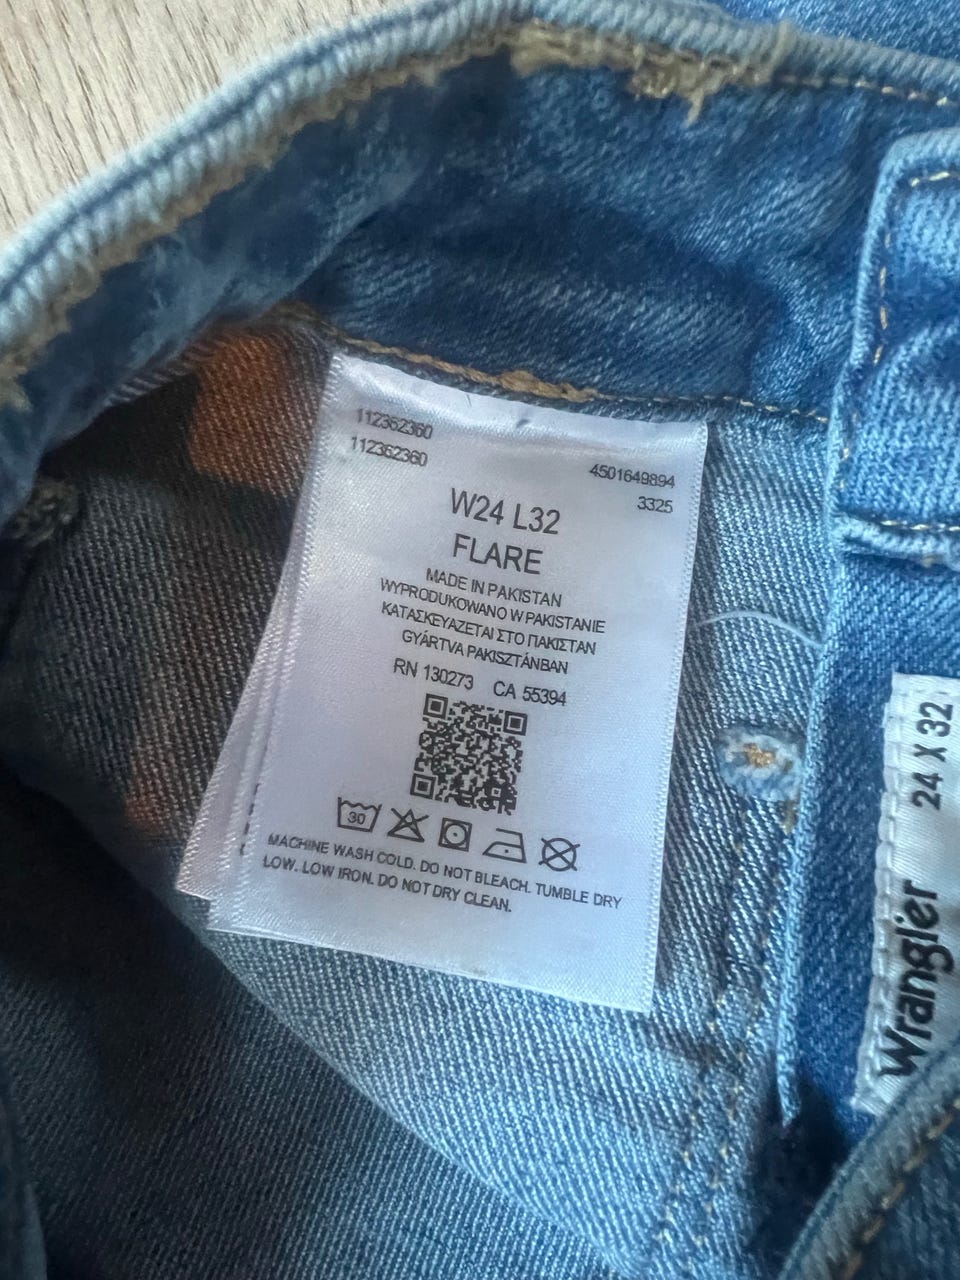 112352360
112362360
4501649894
3325
W24 L32
FLARE
MADE IN PAKISTAN
WYPRODUKOWANO W PAKISTANIE
ΚΑΤΑΣΚΕΥΑΖΕΤΑΙ ΣΤΟ ΠΑΚΙΣΤΑΝ
GYÁRTVA PAKISZTÁNBAN
RN 130273 CA 55394
30
MACHINE WASH COLD. DO NOT BLEACH. TUMBLE DRY
LOW. LOW IRON. DO NOT DRY CLEAN.
24 X 32
Wrangler